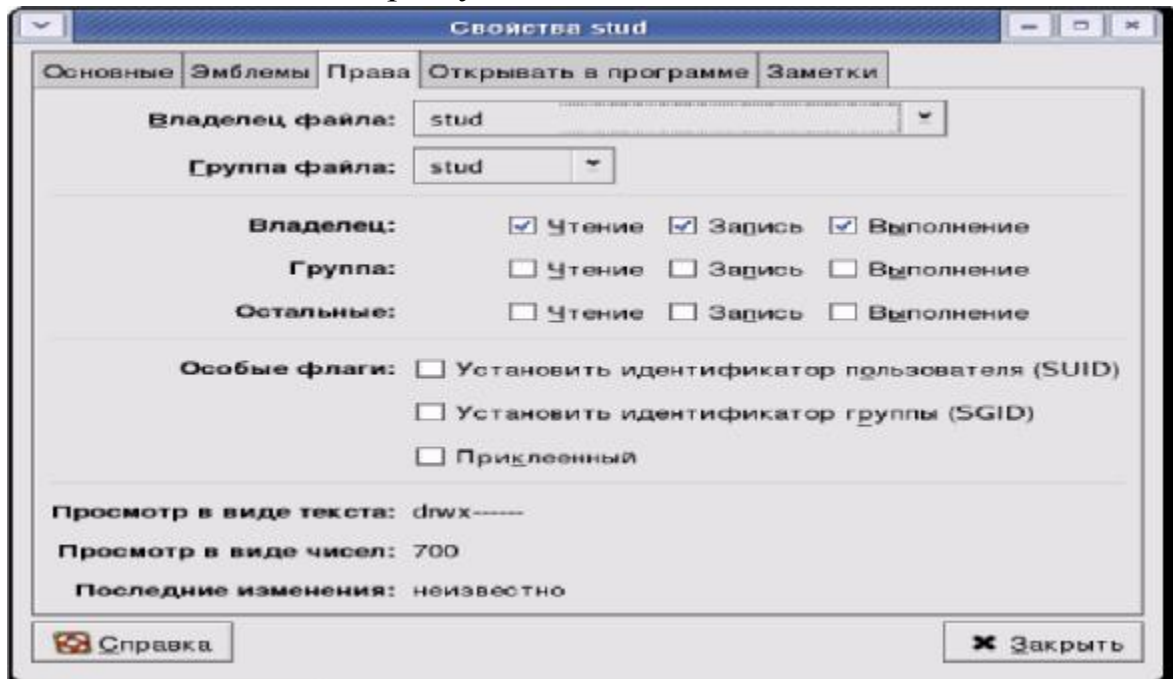 Свойства stud
Основные Эмблемы Права Открывать в программе Заметки
Владелец файла: stud
Группа файла: stud
Владелец: Чтение Запись Выполнение
Группа: Чтение Запись Выполнение
Остальные: Чтение Запись Выполнение
Особые флаги: Установить идентификатор пользователя (SUID)
Установить идентификатор группы (SGID)
Приклеенный
Просмотр в виде текста: drwx------
Просмотр в виде чисел: 700
Последние изменения: неизвестно
Справка Закрыть